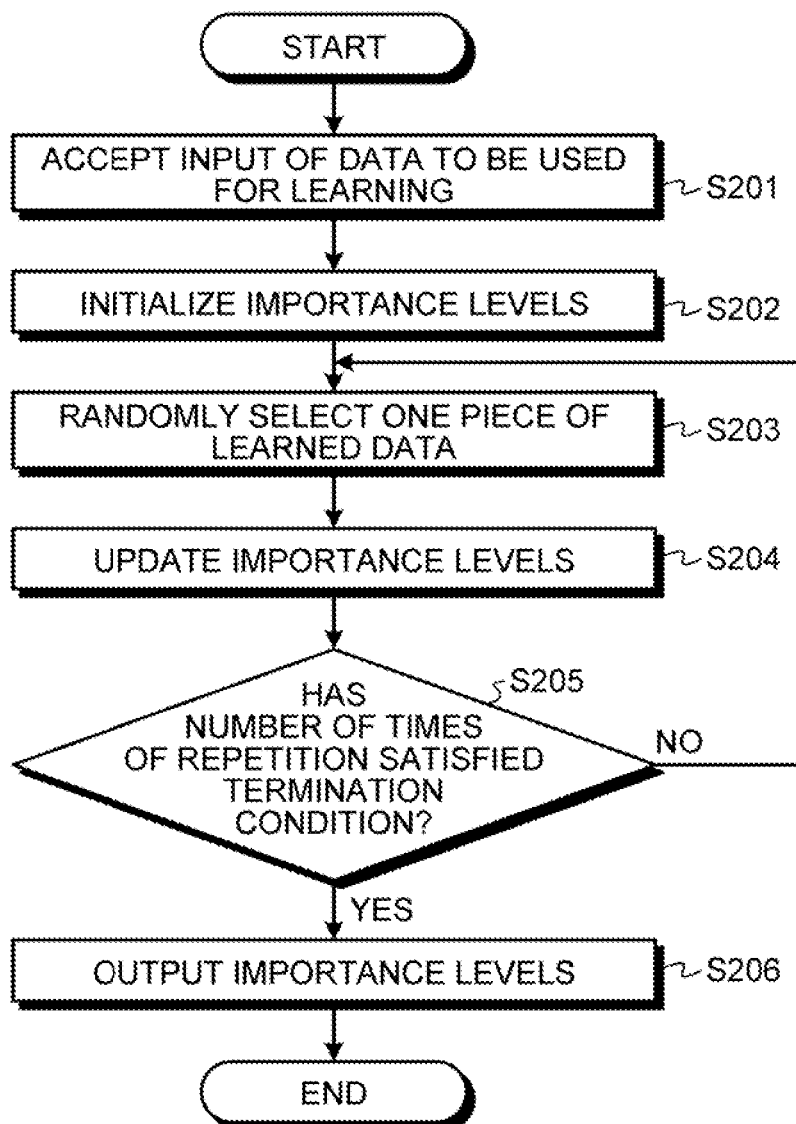 START
ACCEPT INPUT OF DATA TO BE USED
FOR LEARNING
S201
INITIALIZE IMPORTANCE LEVELS
S202
RANDOMLY SELECT ONE PIECE OF
LEARNED DATA
S203
UPDATE IMPORTANCE LEVELS
S204
S205
HAS
NUMBER OF TIMES
OF REPETITION SATISFIED
TERMINATION
CONDITION?
NO
YES
OUTPUT IMPORTANCE LEVELS
S206
END